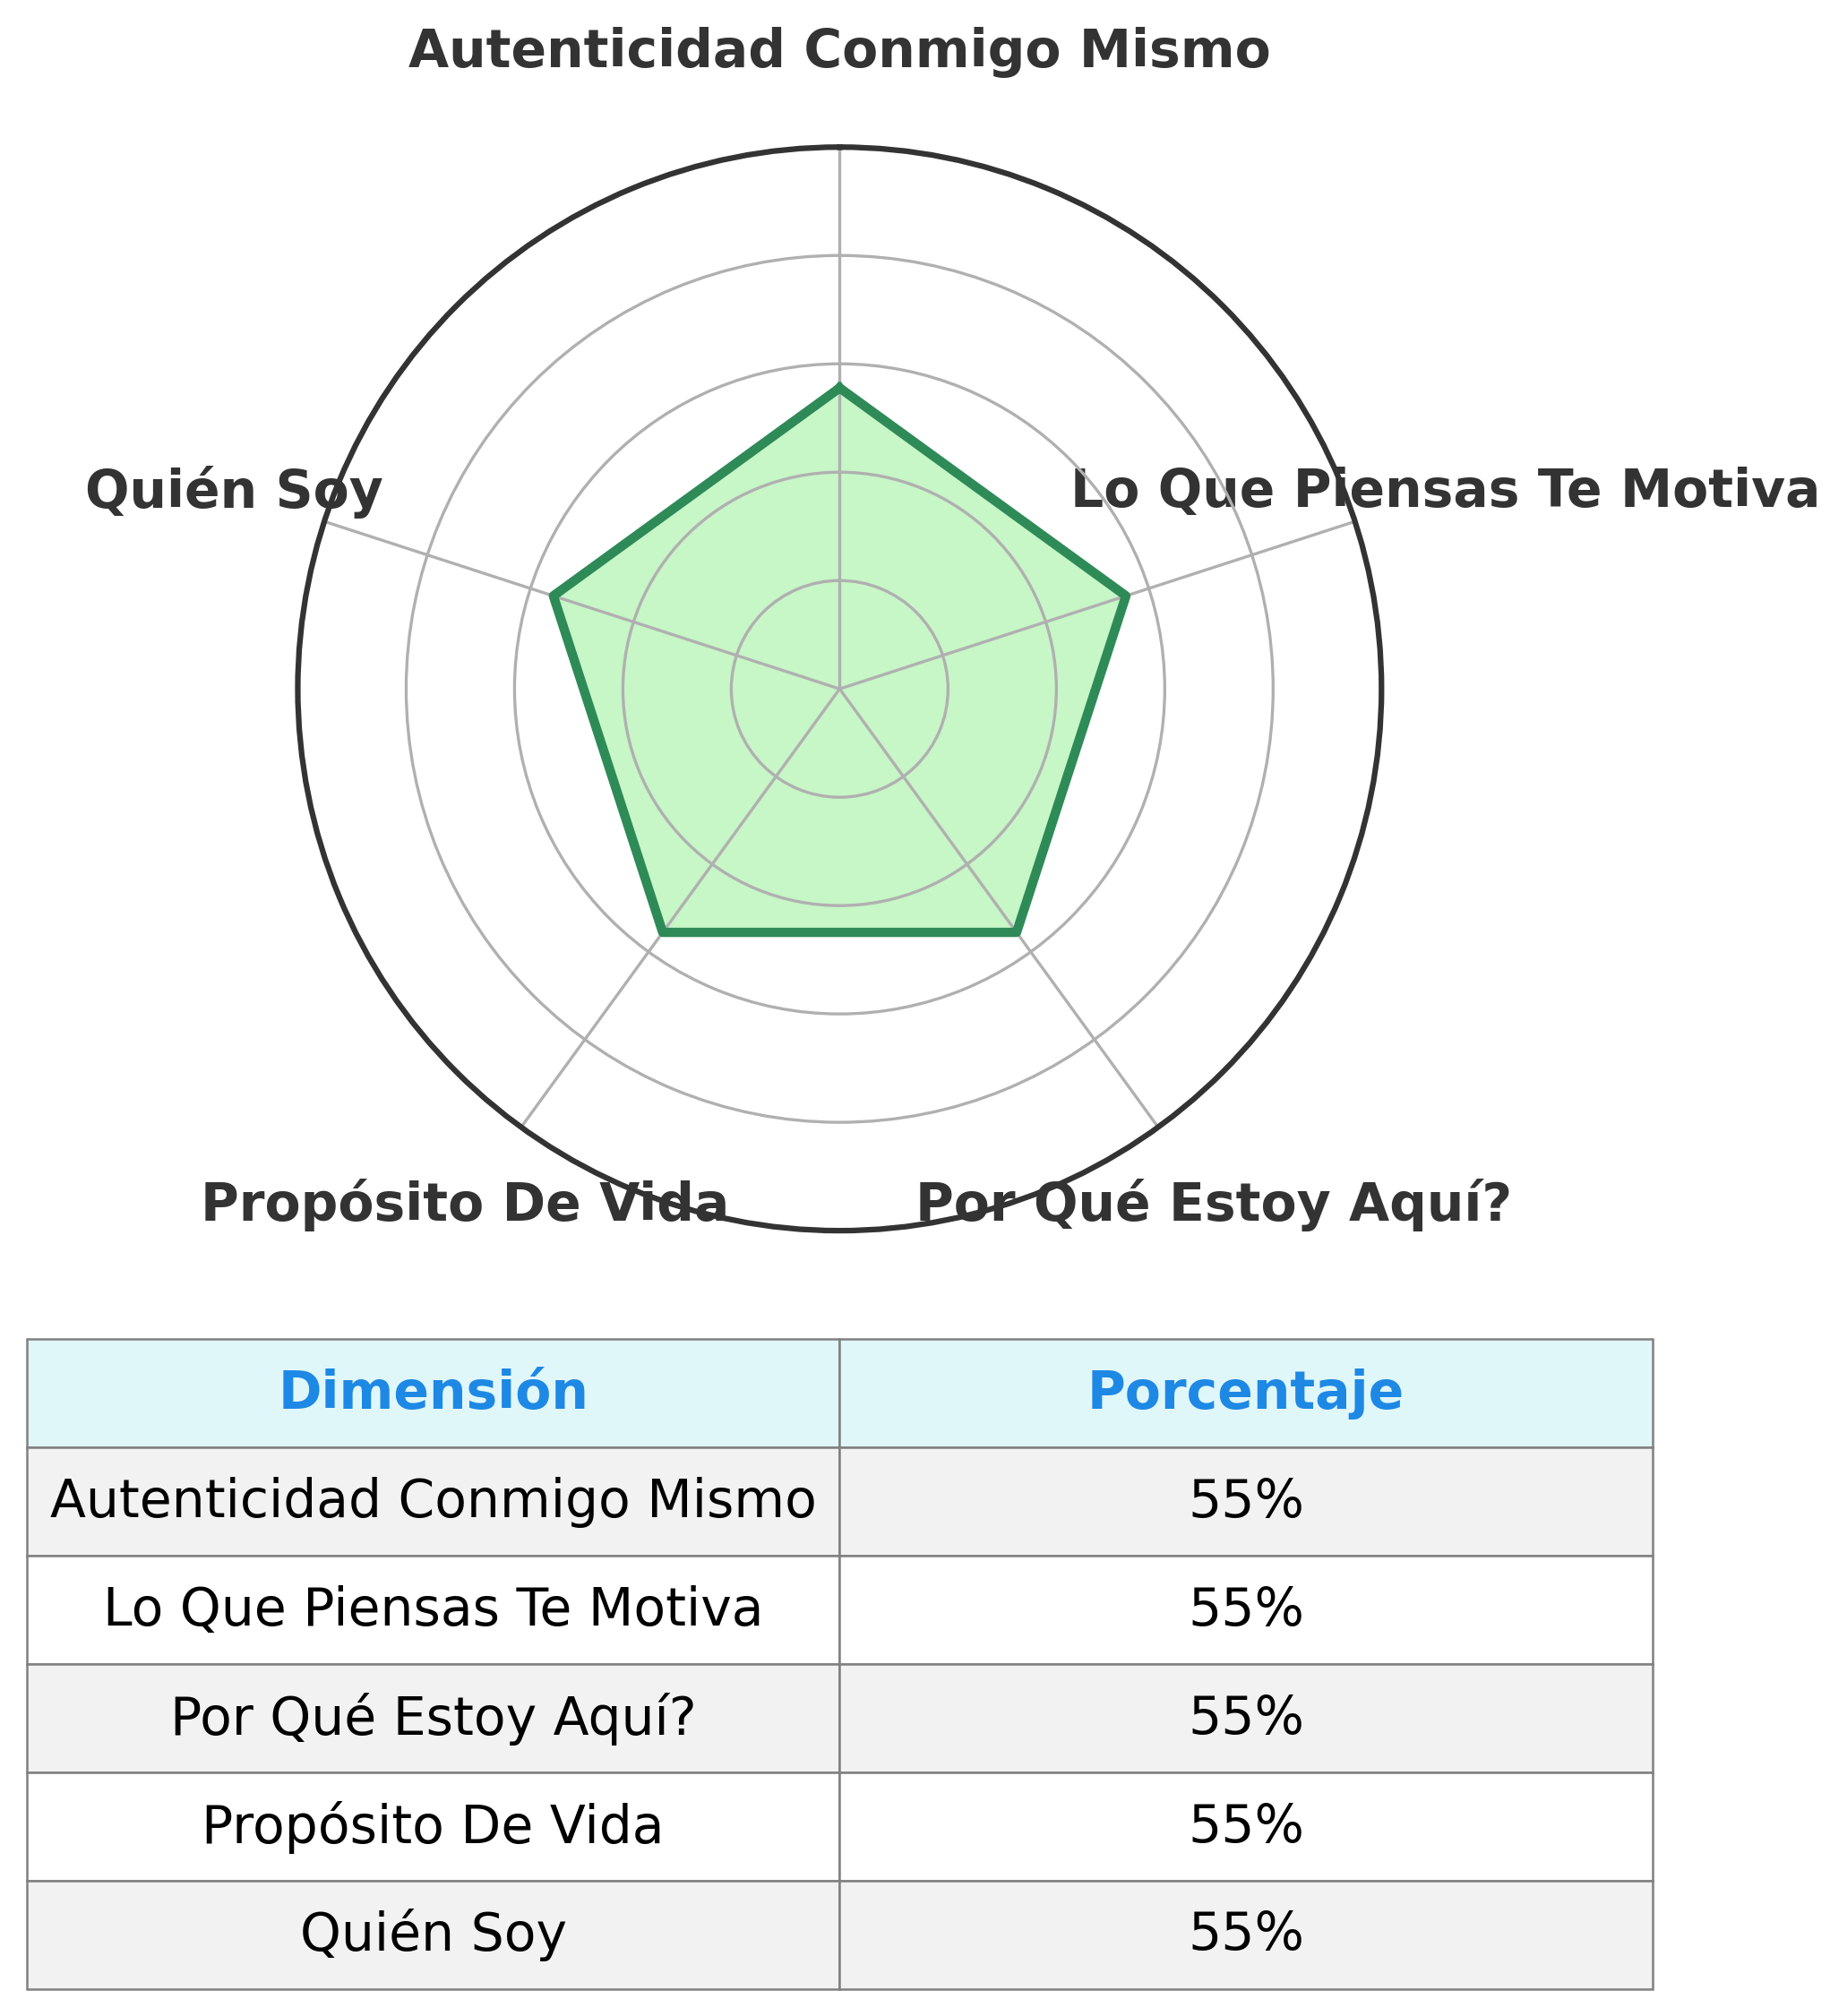 Autenticidad Conmigo Mismo
Quién Soy
Lo Que Piensas Te Motiva
Propósito De Vida
Por Qué Estoy Aquí?
Dimensión Porcentaje
Autenticidad Conmigo Mismo 55%
Lo Que Piensas Te Motiva 55%
Por Qué Estoy Aquí? 55%
Propósito De Vida 55%
Quién Soy 55%